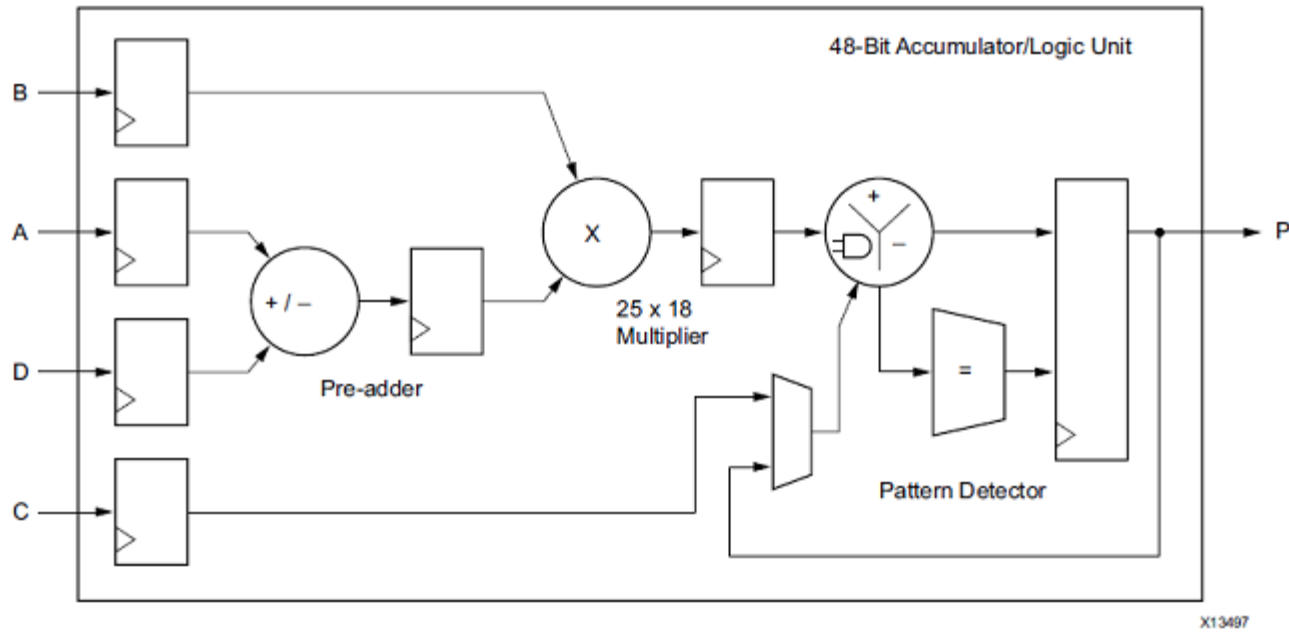 48-Bit Accumulator/Logic Unit
B
A
+
–
P
X
+ / –
25 x 18
Multiplier
D
=
Pre-adder
Pattern Detector
C
X13497